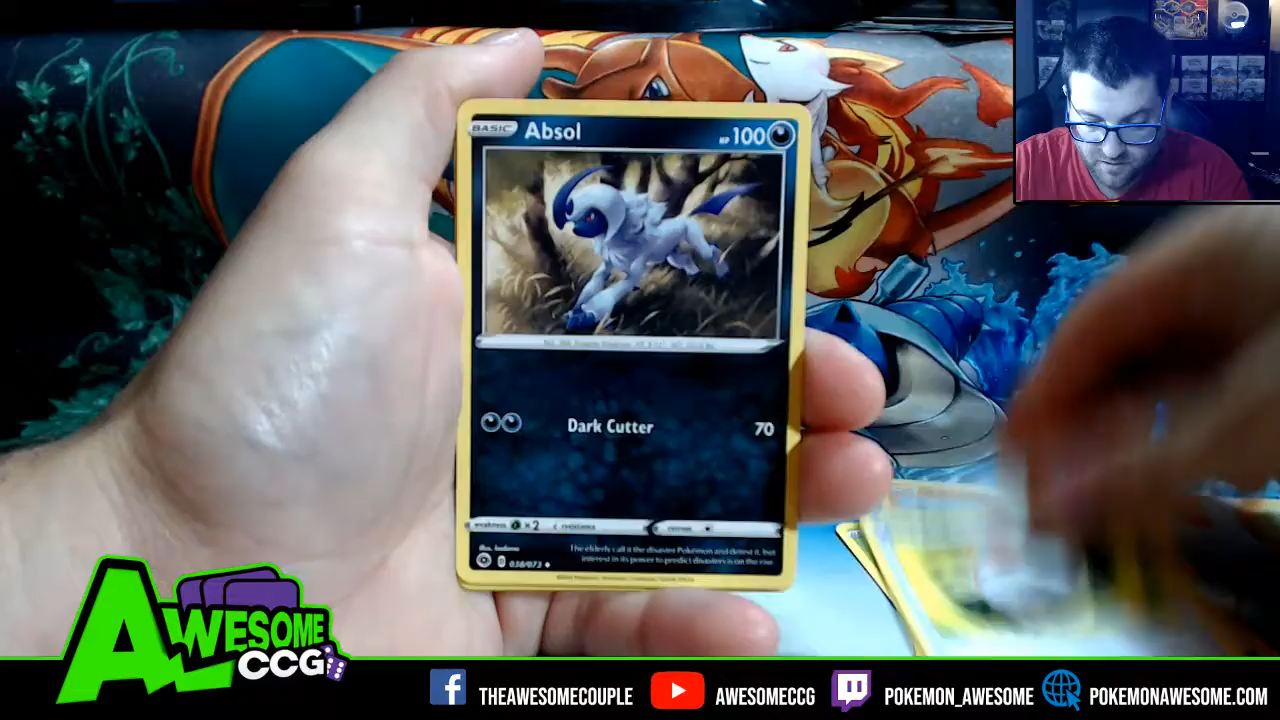 BASIC Absol HP 100
Dark Cutter 70
weakness ×2 resistance
The elderly call it the disaster Pokémon and detest it, but
interest in its power to predict disasters is on the rise.
038/073
AWESOME
CCG
THEAWESOMECOUPLE AWESOMECCG POKEMON_AWESOME POKEMONAWESOME.COM